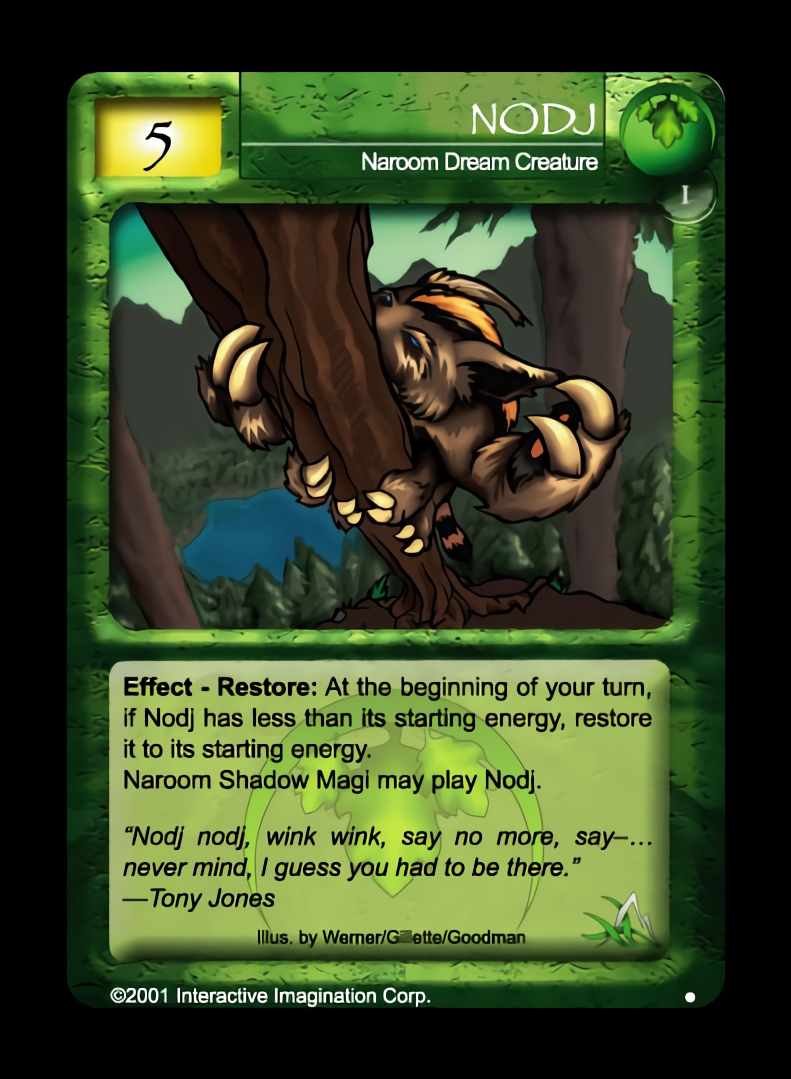 5
NODJ
Naroom Dream Creature
I
Effect - Restore: At the beginning of your turn,
if Nodj has less than its starting energy, restore
it to its starting energy.
Naroom Shadow Magi may play Nodj.
“Nodj nodj, wink wink, say no more, say–...
never mind, I guess you had to be there.”
—Tony Jones
Illus. by Werner/ /Goodman
©2001 Interactive Imagination Corp.